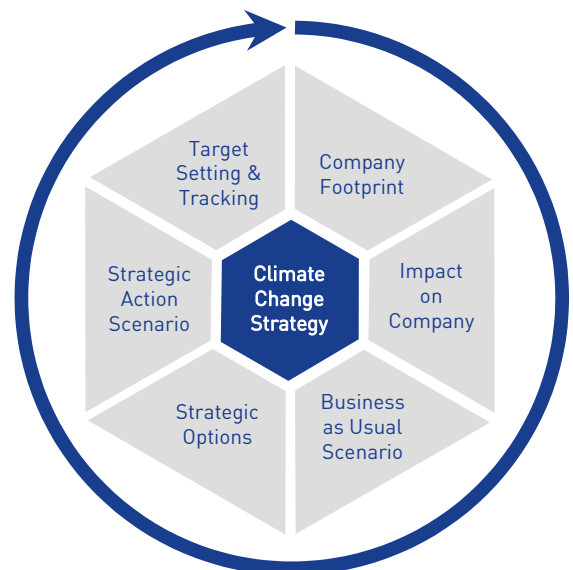 Target
Setting &
Tracking
Company
Footprint
Strategic
Action
Scenario
Climate
Change
Strategy
Impact
on
Company
Strategic
Options
Business
as Usual
Scenario